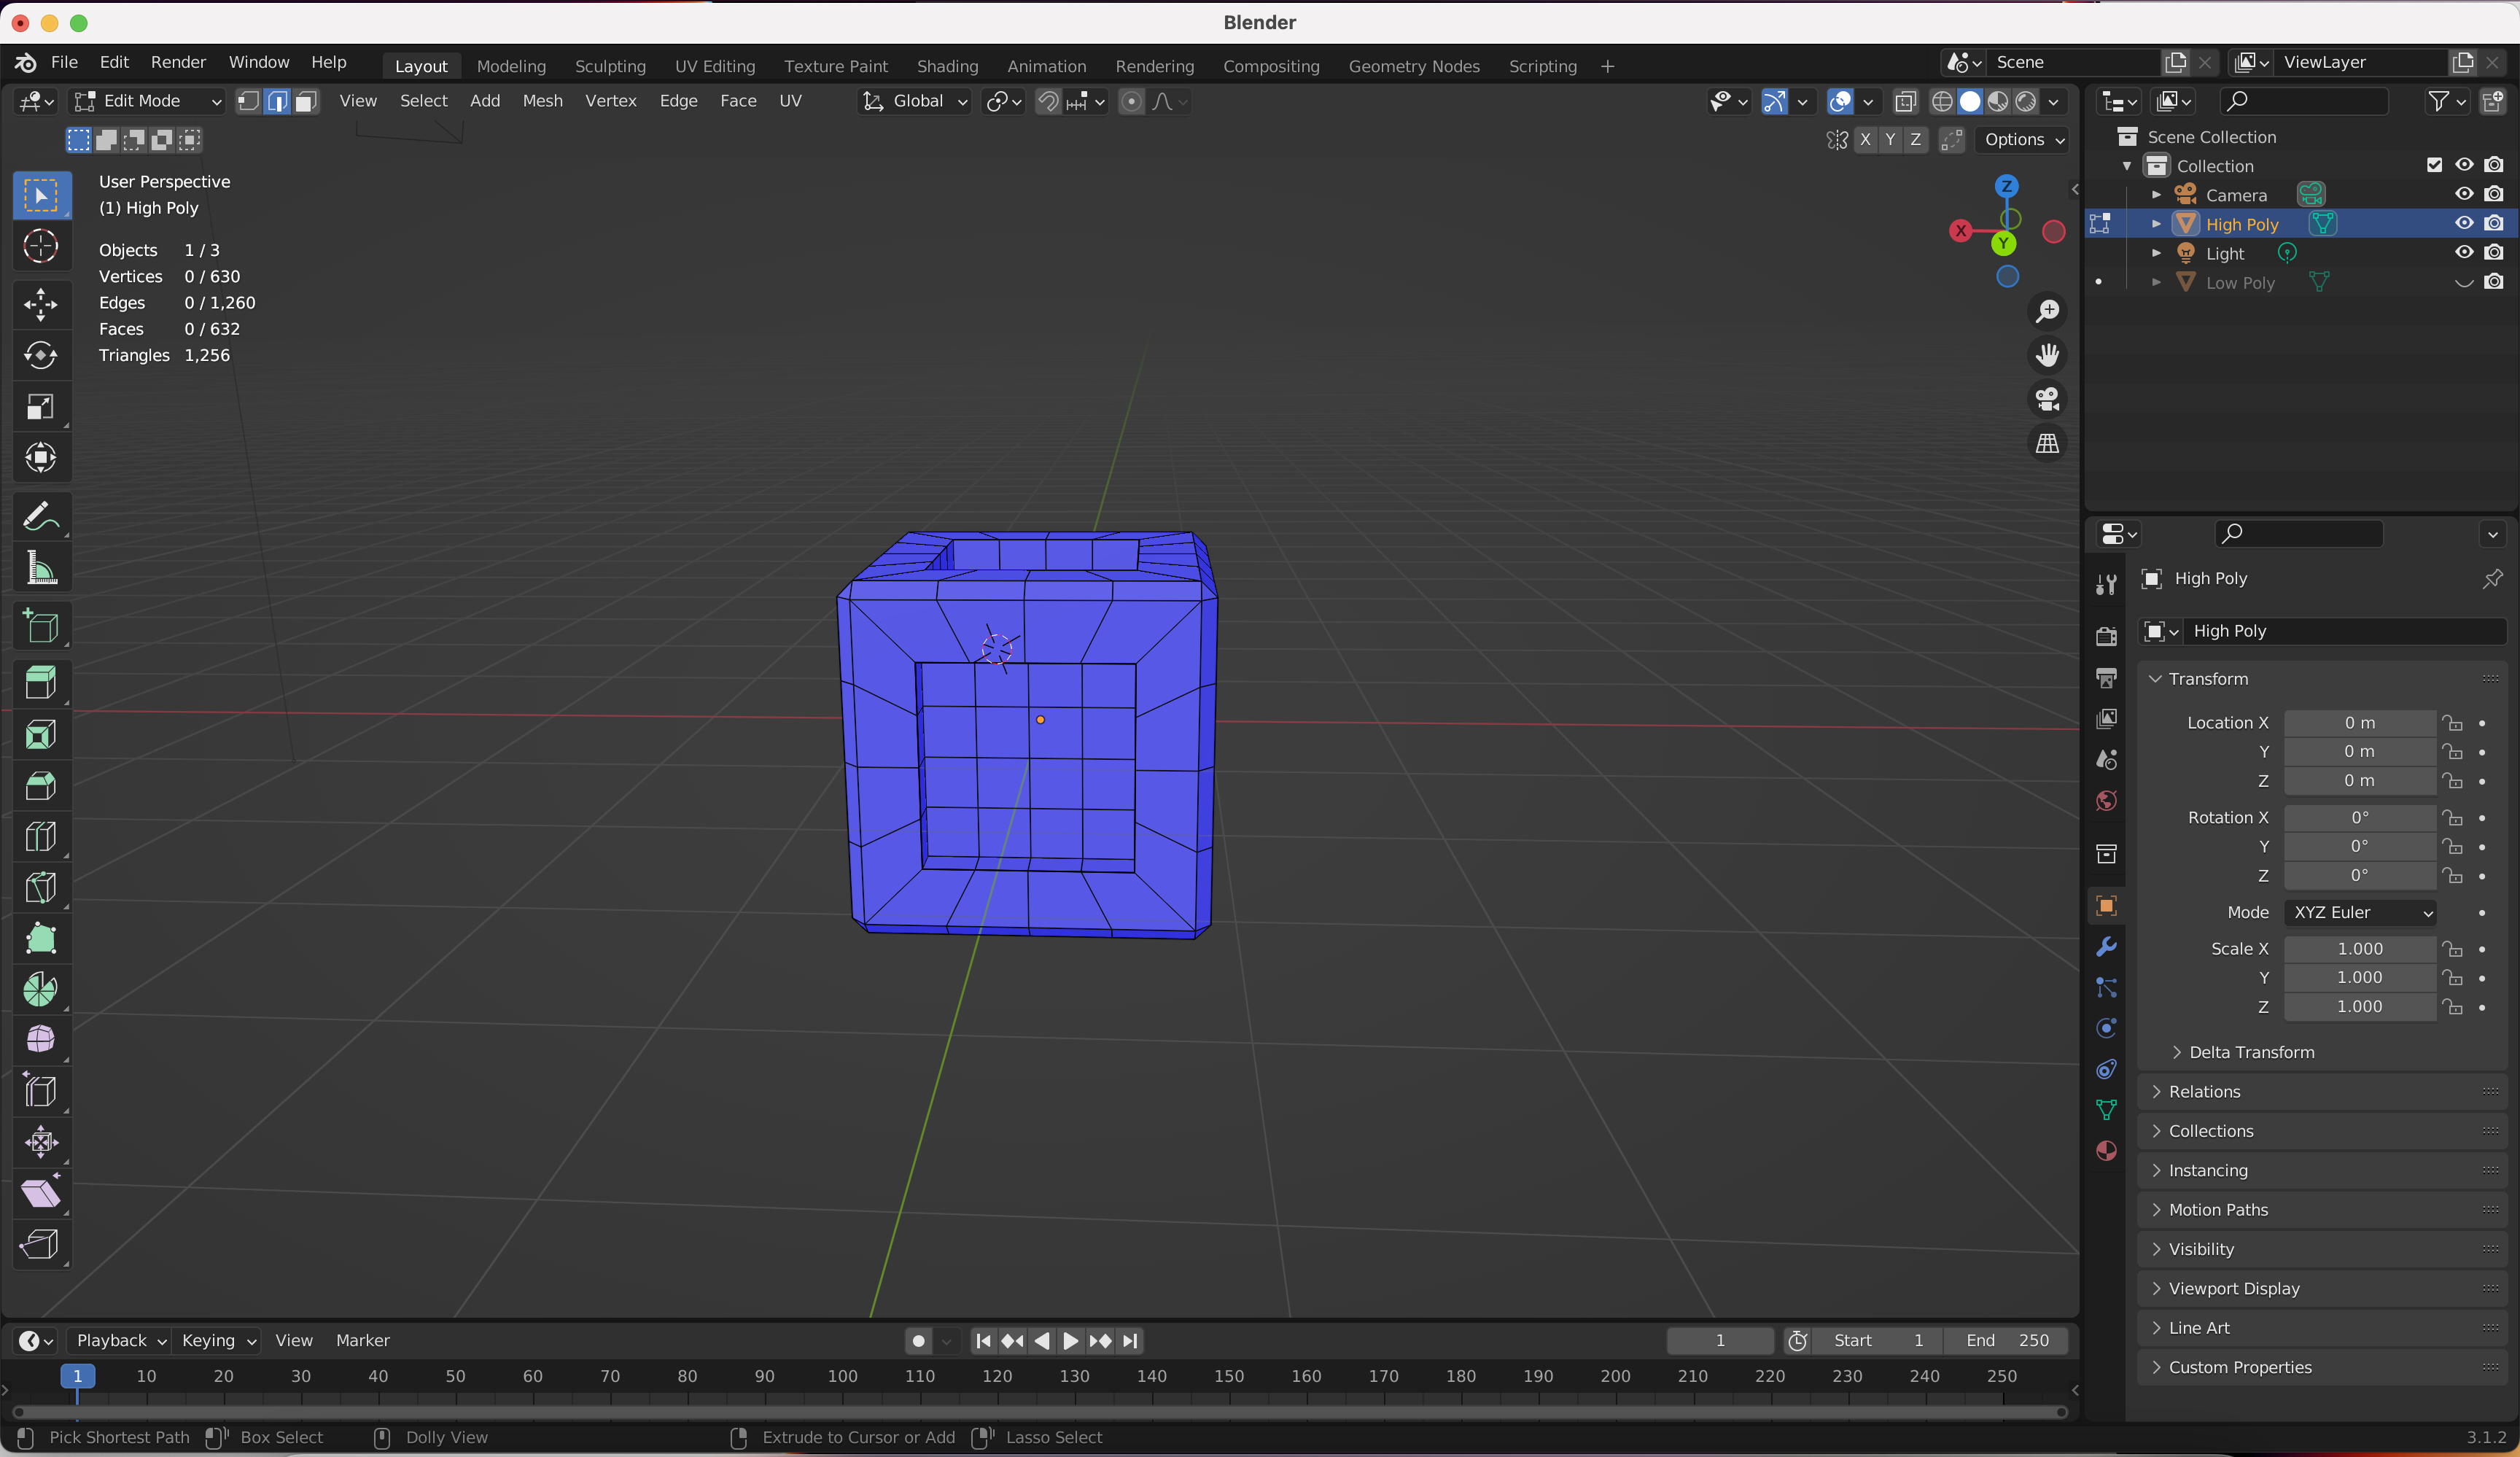 Blender
File Edit Render Window Help Layout Modeling Sculpting UV Editing Texture Paint Shading Animation Rendering Compositing Geometry Nodes Scripting + Scene ViewLayer
Edit Mode View Select Add Mesh Vertex Edge Face UV Global
X Y Z Options
User Perspective
(1) High Poly
Objects 1 / 3
Vertices 0 / 630
Edges 0 / 1,260
Faces 0 / 632
Triangles 1,256
Z
X
Y
Scene Collection
Collection
Camera
High Poly
Light
Low Poly
High Poly
High Poly
Transform
Location X 0 m
Y 0 m
Z 0 m
Rotation X 0°
Y 0°
Z 0°
Mode XYZ Euler
Scale X 1.000
Y 1.000
Z 1.000
Delta Transform
Relations
Collections
Instancing
Motion Paths
Visibility
Viewport Display
Line Art
Custom Properties
Playback Keying View Marker 1 Start 1 End 250
1 10 20 30 40 50 60 70 80 90 100 110 120 130 140 150 160 170 180 190 200 210 220 230 240 250
Pick Shortest Path Box Select Dolly View Extrude to Cursor or Add Lasso Select 3.1.2